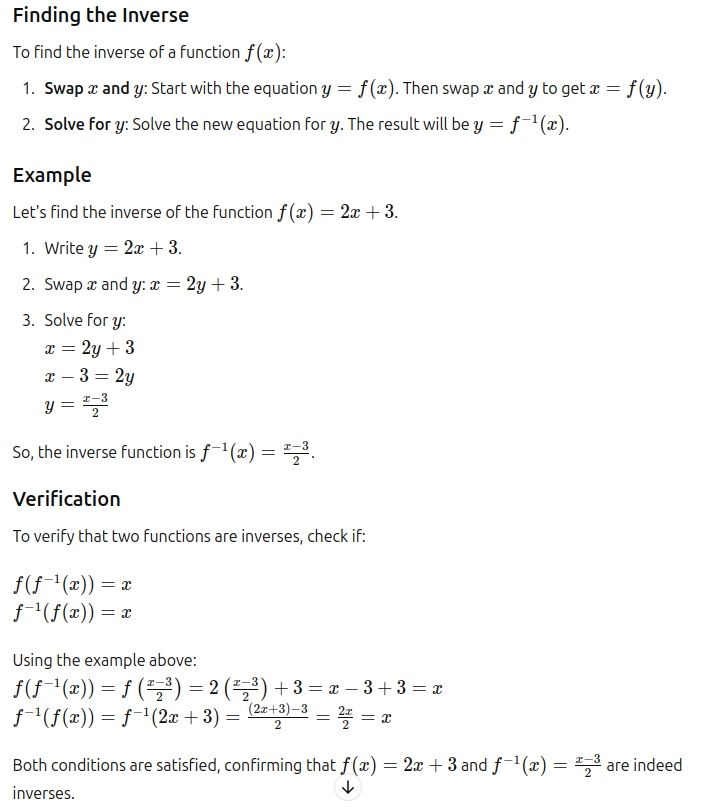 Finding the Inverse
To find the inverse of a function f(x):
1. Swap x and y: Start with the equation y = f(x). Then swap x and y to get x = f(y).
2. Solve for y: Solve the new equation for y. The result will be y = f⁻¹(x).
Example
Let's find the inverse of the function f(x) = 2x + 3.
1. Write y = 2x + 3.
2. Swap x and y: x = 2y + 3.
3. Solve for y:
x = 2y + 3
x − 3 = 2y
y = \frac{x−3}{2}
So, the inverse function is f⁻¹(x) = \frac{x−3}{2}.
Verification
To verify that two functions are inverses, check if:
f(f⁻¹(x)) = x
f⁻¹(f(x)) = x
Using the example above:
f(f⁻¹(x)) = f(\frac{x−3}{2}) = 2(\frac{x−3}{2}) + 3 = x − 3 + 3 = x
f⁻¹(f(x)) = f⁻¹(2x + 3) = \frac{(2x+3)−3}{2} = \frac{2x}{2} = x
Both conditions are satisfied, confirming that f(x) = 2x + 3 and f⁻¹(x) = \frac{x−3}{2} are indeed
inverses.